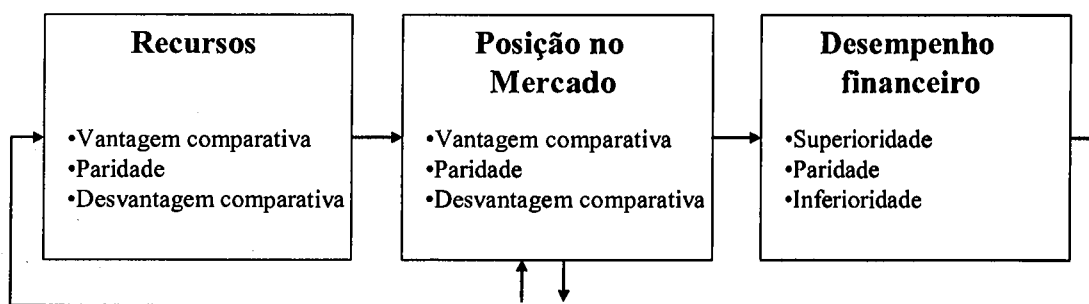 Recursos
•Vantagem comparativa
•Paridade
•Desvantagem comparativa
Posição no
Mercado
•Vantagem comparativa
•Paridade
•Desvantagem comparativa
Desempenho
financeiro
•Superioridade
•Paridade
•Inferioridade